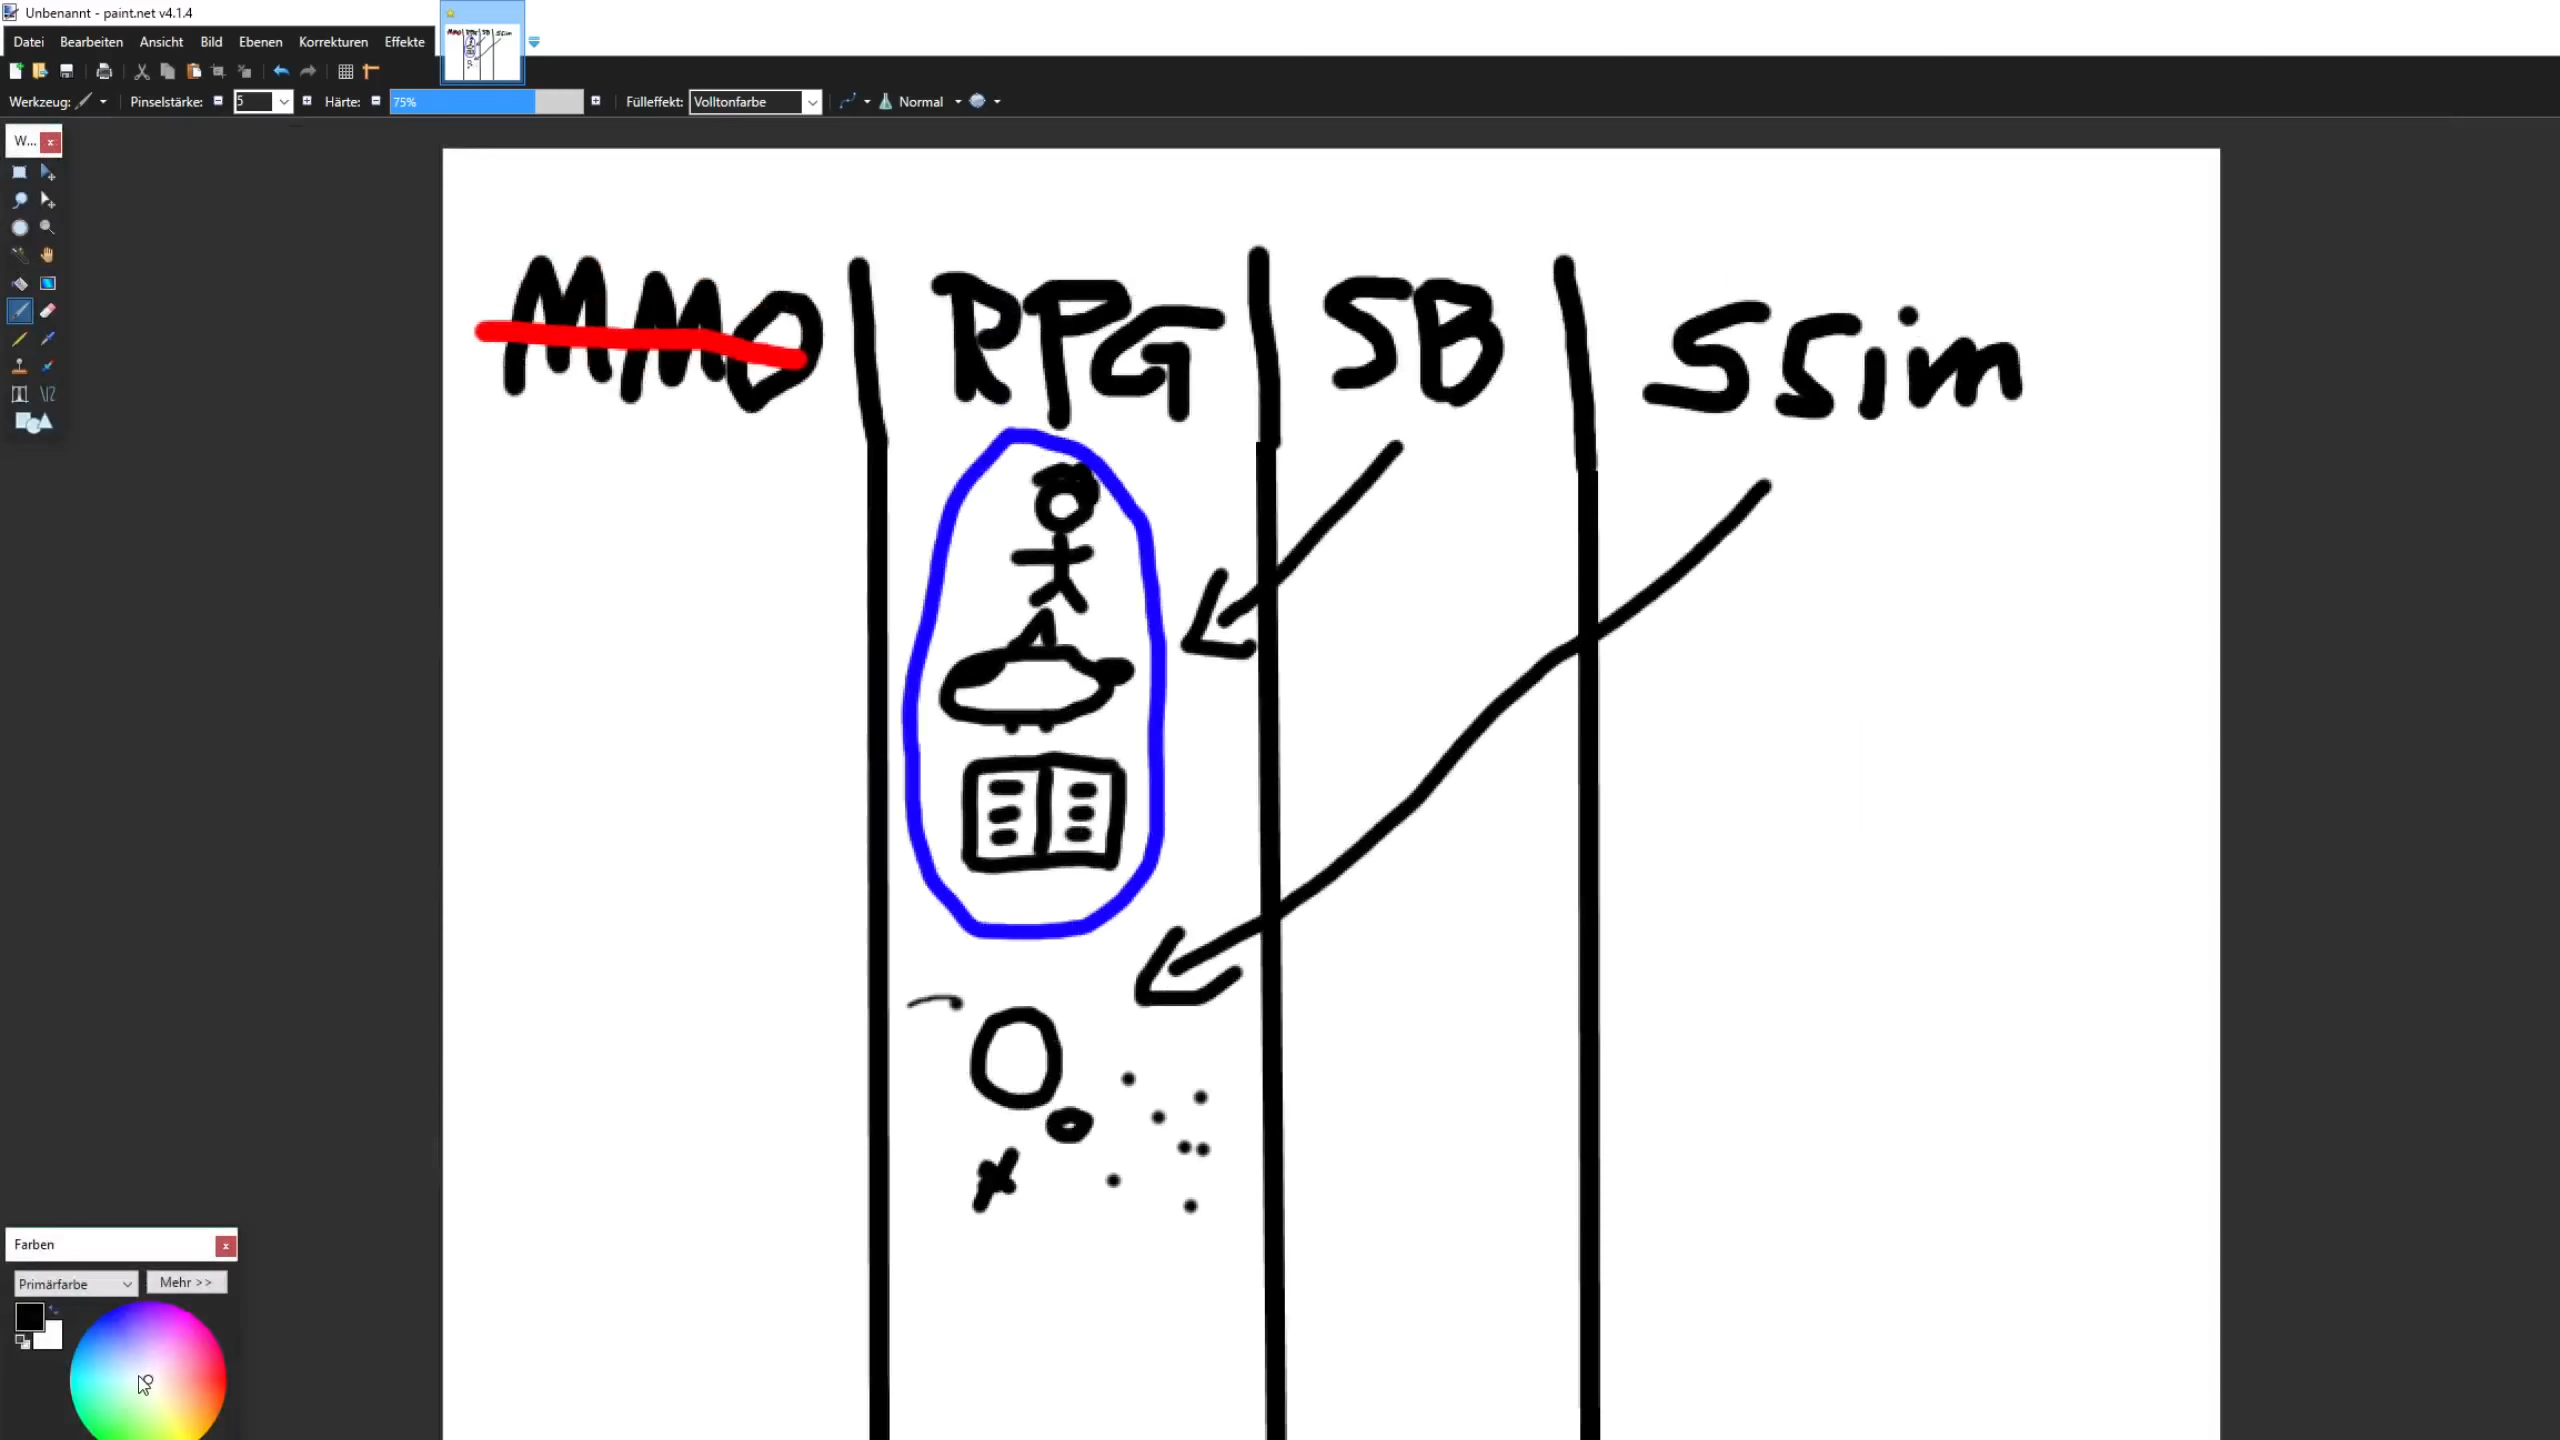 Unbenannt - paint.net v4.1.4
Datei Bearbeiten Ansicht Bild Ebenen Korrekturen Effekte
Werkzeug: Pinselstärke: 5 Härte: 75% Fülleffekt: Volltonfarbe Normal
W...
MMO RPG SB SSim
Farben
Primärfarbe Mehr >>